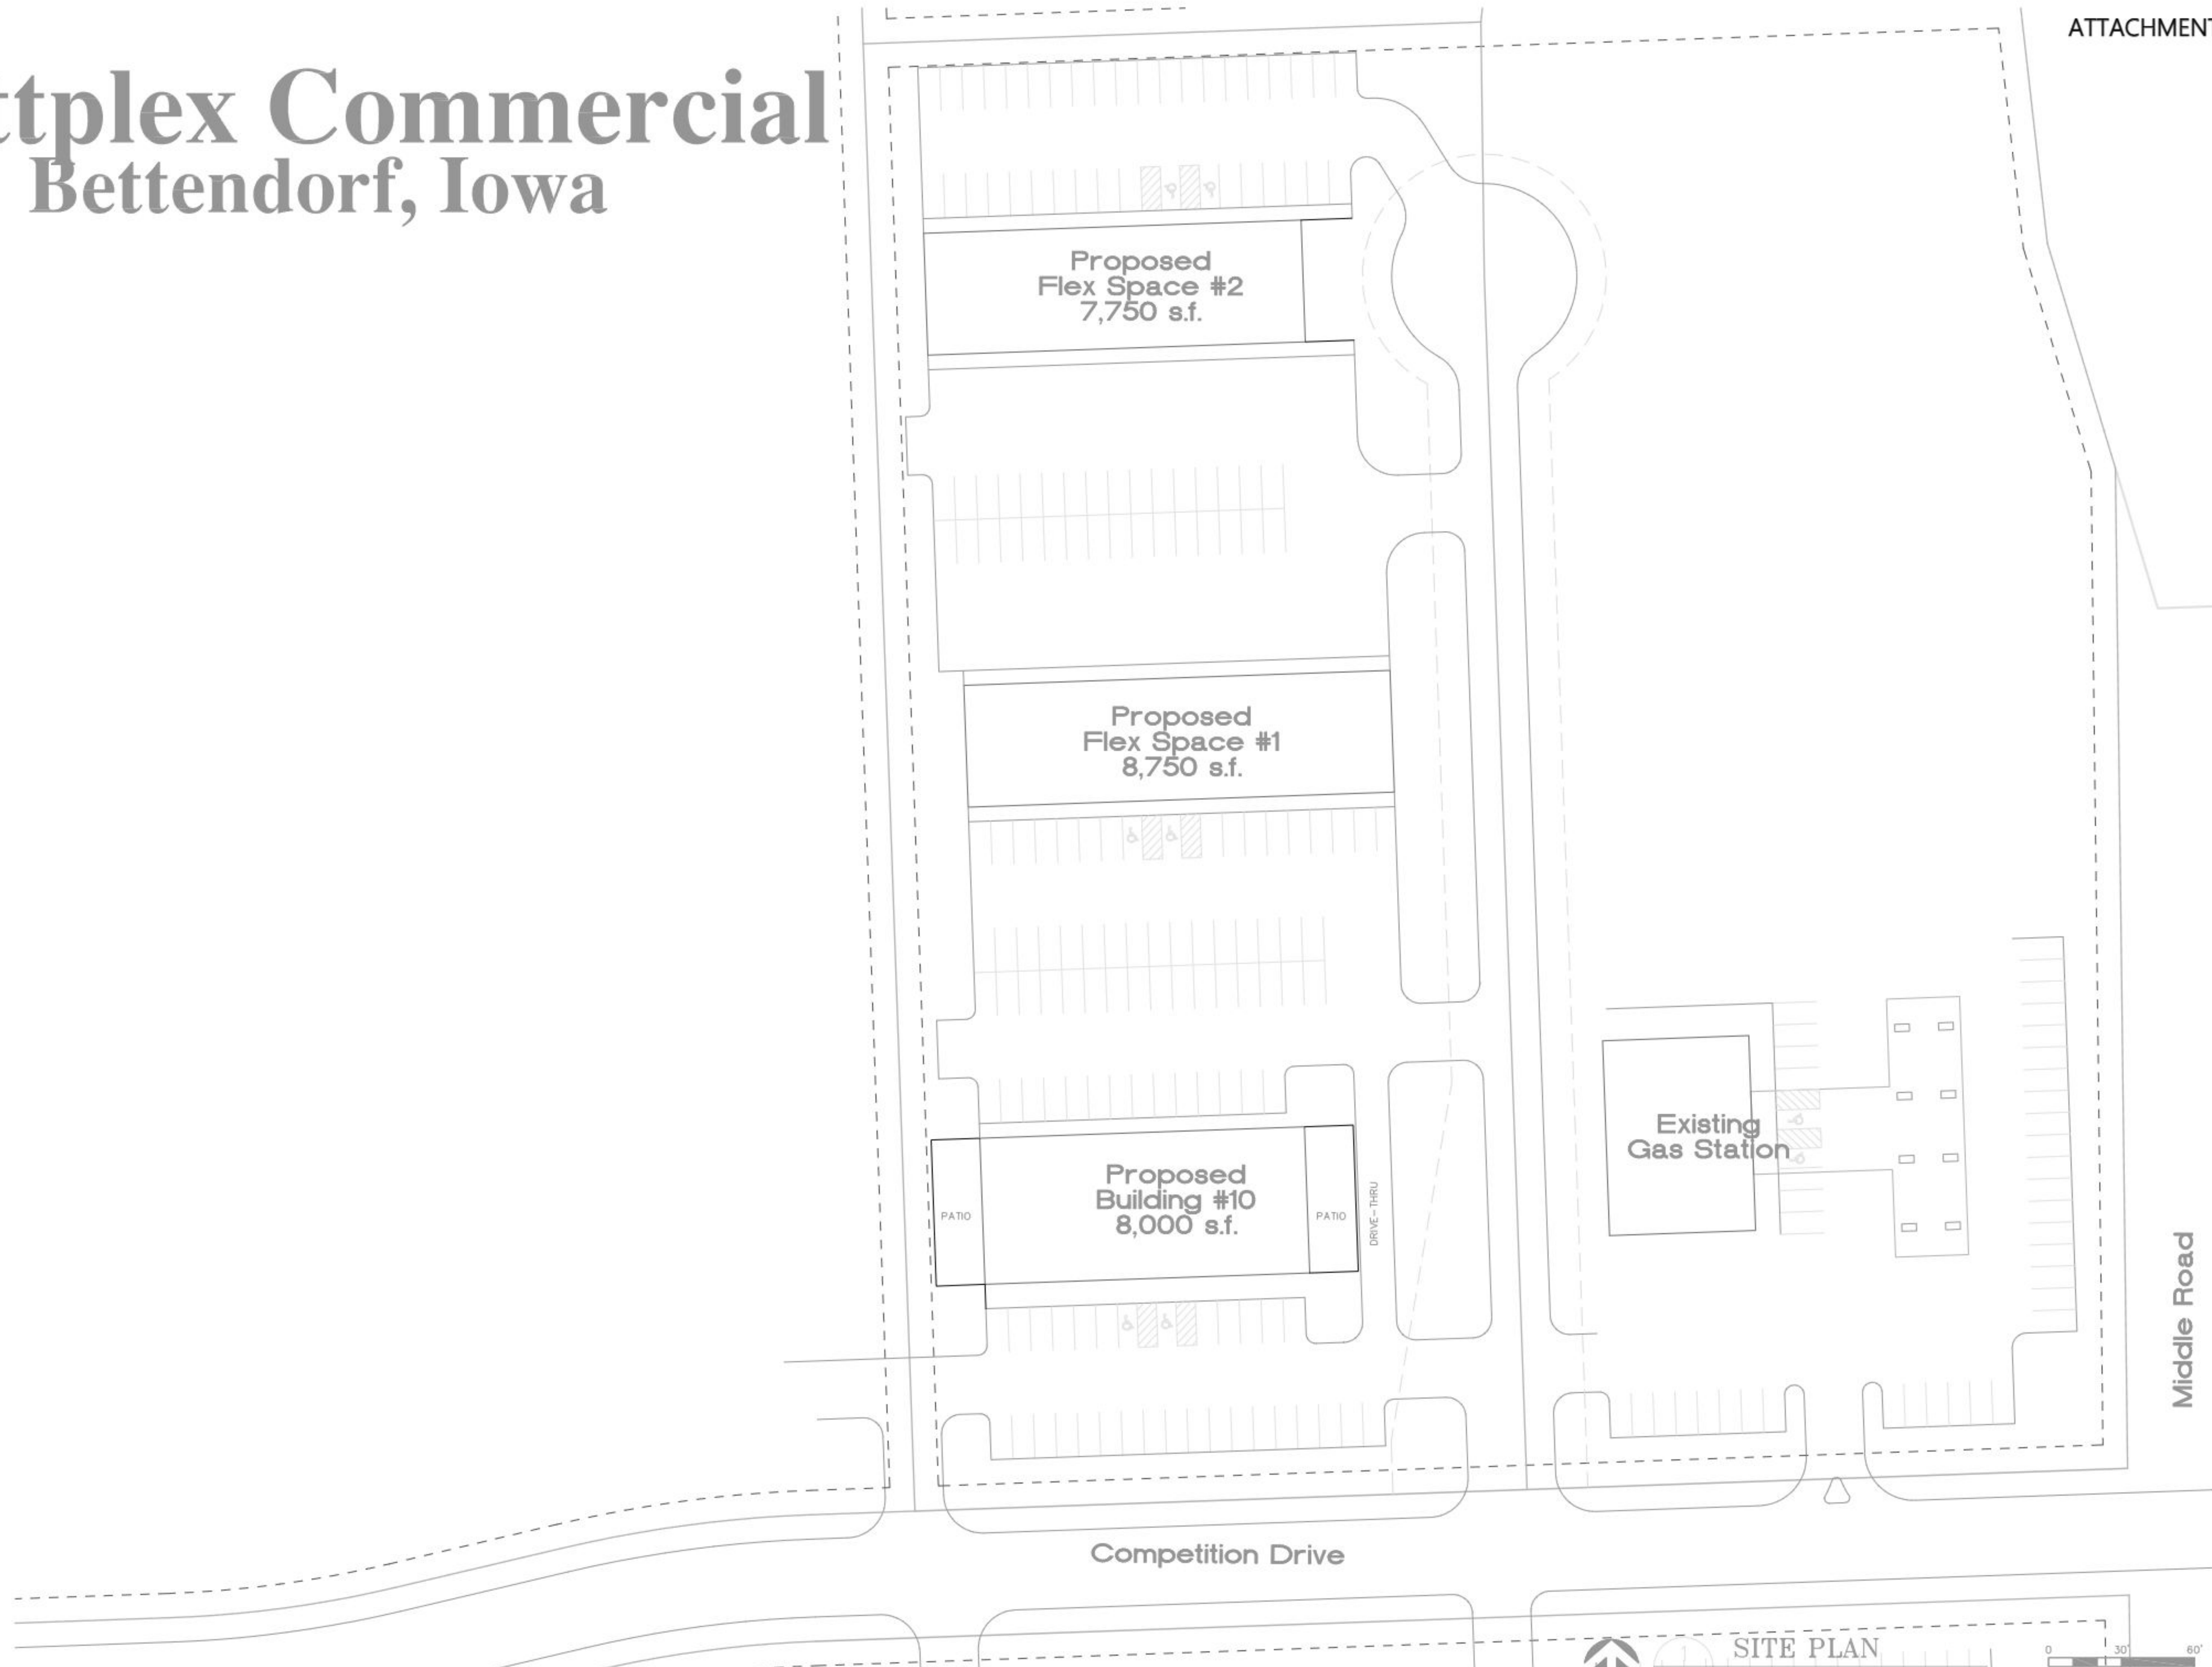 ATTACHMENT
ttplex Commercial
Bettendorf, Iowa
Proposed
Flex Space #2
7,750 s.f.
Proposed
Flex Space #1
8,750 s.f.
Existing
Gas Station
Proposed
Building #10
8,000 s.f.
PATIO
PATIO
DRIVE-THRU
Middle Road
Competition Drive
1
SITE PLAN
0 30' 60'